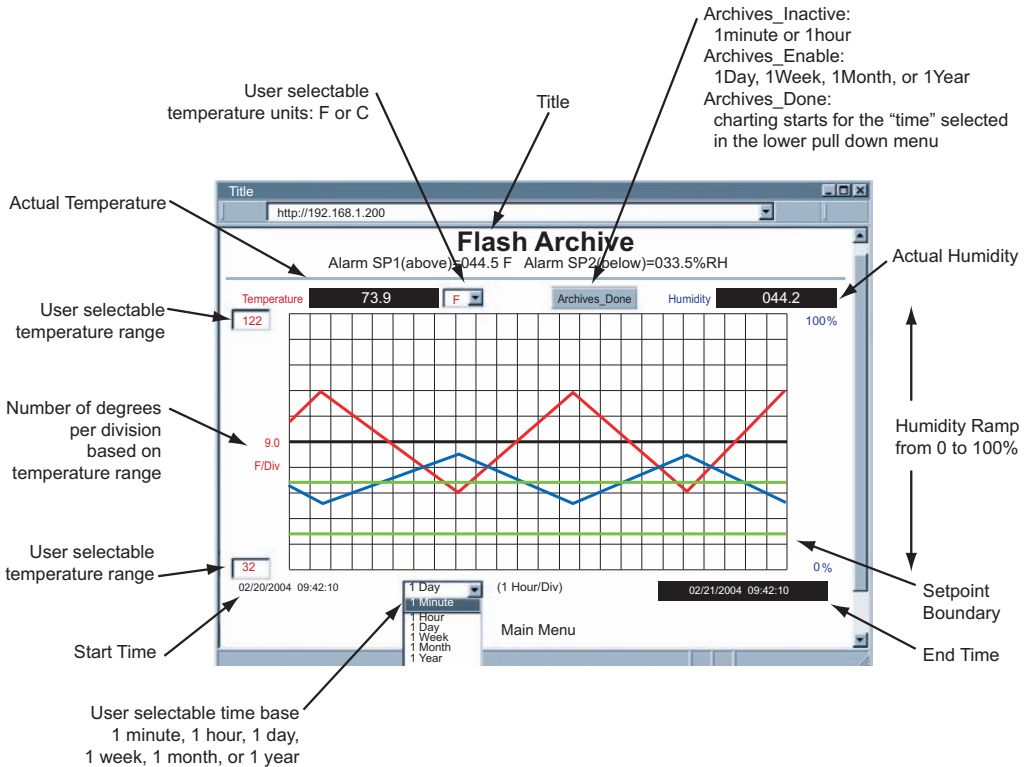 Archives_Inactive:
1minute or 1hour
Archives_Enable:
1Day, 1Week, 1Month, or 1Year
Archives_Done:
charting starts for the “time” selected
in the lower pull down menu
User selectable
temperature units: F or C
Title
Actual Temperature
Title
http://192.168.1.200
Flash Archive
Alarm SP1(above)=044.5 F Alarm SP2(below)=033.5%RH
Actual Humidity
Temperature 73.9 F Archives_Done Humidity 044.2
User selectable
temperature range
122
100%
Number of degrees
per division
based on
temperature range
9.0
F/Div
Humidity Ramp
from 0 to 100%
User selectable
temperature range
32
0%
02/20/2004 09:42:10
1 Day
(1 Hour/Div)
02/21/2004 09:42:10
Setpoint
Boundary
1 Minute
1 Hour
1 Day
1 Week
1 Month
1 Year
Main Menu
Start Time
End Time
User selectable time base
1 minute, 1 hour, 1 day,
1 week, 1 month, or 1 year